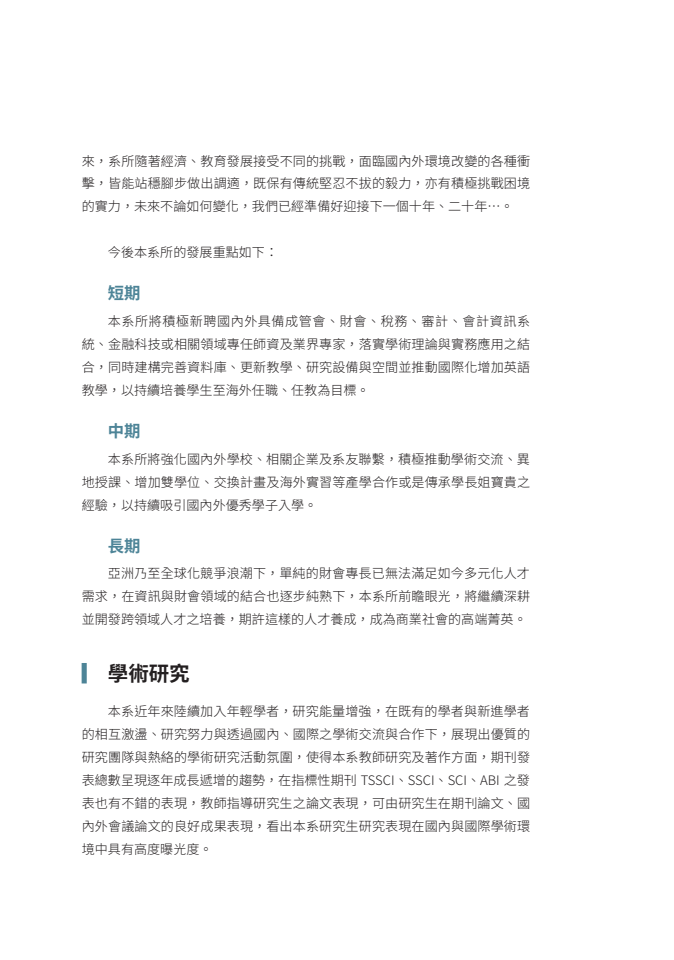 來，系所隨著經濟、教育發展接受不同的挑戰，面臨國內外環境改變的各種衝
擊，皆能站穩腳步做出調適，既保有傳統堅忍不拔的毅力，亦有積極挑戰困境
的實力，未來不論如何變化，我們已經準備好迎接下一個十年、二十年…。
今後本系所的發展重點如下：
短期
本系所將積極新聘國內外具備成管會、財會、稅務、審計、會計資訊系
統、金融科技或相關領域專任師資及業界專家，落實學術理論與實務應用之結
合，同時建構完善資料庫、更新教學、研究設備與空間並推動國際化增加英語
教學，以持續培養學生至海外任職、任教為目標。
中期
本系所將強化國內外學校、相關企業及系友聯繫，積極推動學術交流、異
地授課、增加雙學位、交換計畫及海外實習等產學合作或是傳承學長姐寶貴之
經驗，以持續吸引國內外優秀學子入學。
長期
亞洲乃至全球化競爭浪潮下，單純的財會專長已無法滿足如今多元化人才
需求，在資訊與財會領域的結合也逐步純熟下，本系所前瞻眼光，將繼續深耕
並開發跨領域人才之培養，期許這樣的人才養成，成為商業社會的高端菁英。
學術研究
本系近年來陸續加入年輕學者，研究能量增強，在既有的學者與新進學者
的相互激盪、研究努力與透過國內、國際之學術交流與合作下，展現出優質的
研究團隊與熱絡的學術研究活動氛圍，使得本系教師研究及著作方面，期刊發
表總數呈現逐年成長遞增的趨勢，在指標性期刊 TSSCI、SSCI、SCI、ABI 之發
表也有不錯的表現，教師指導研究生之論文表現，可由研究生在期刊論文、國
內外會議論文的良好成果表現，看出本系研究生研究表現在國內與國際學術環
境中具有高度曝光度。